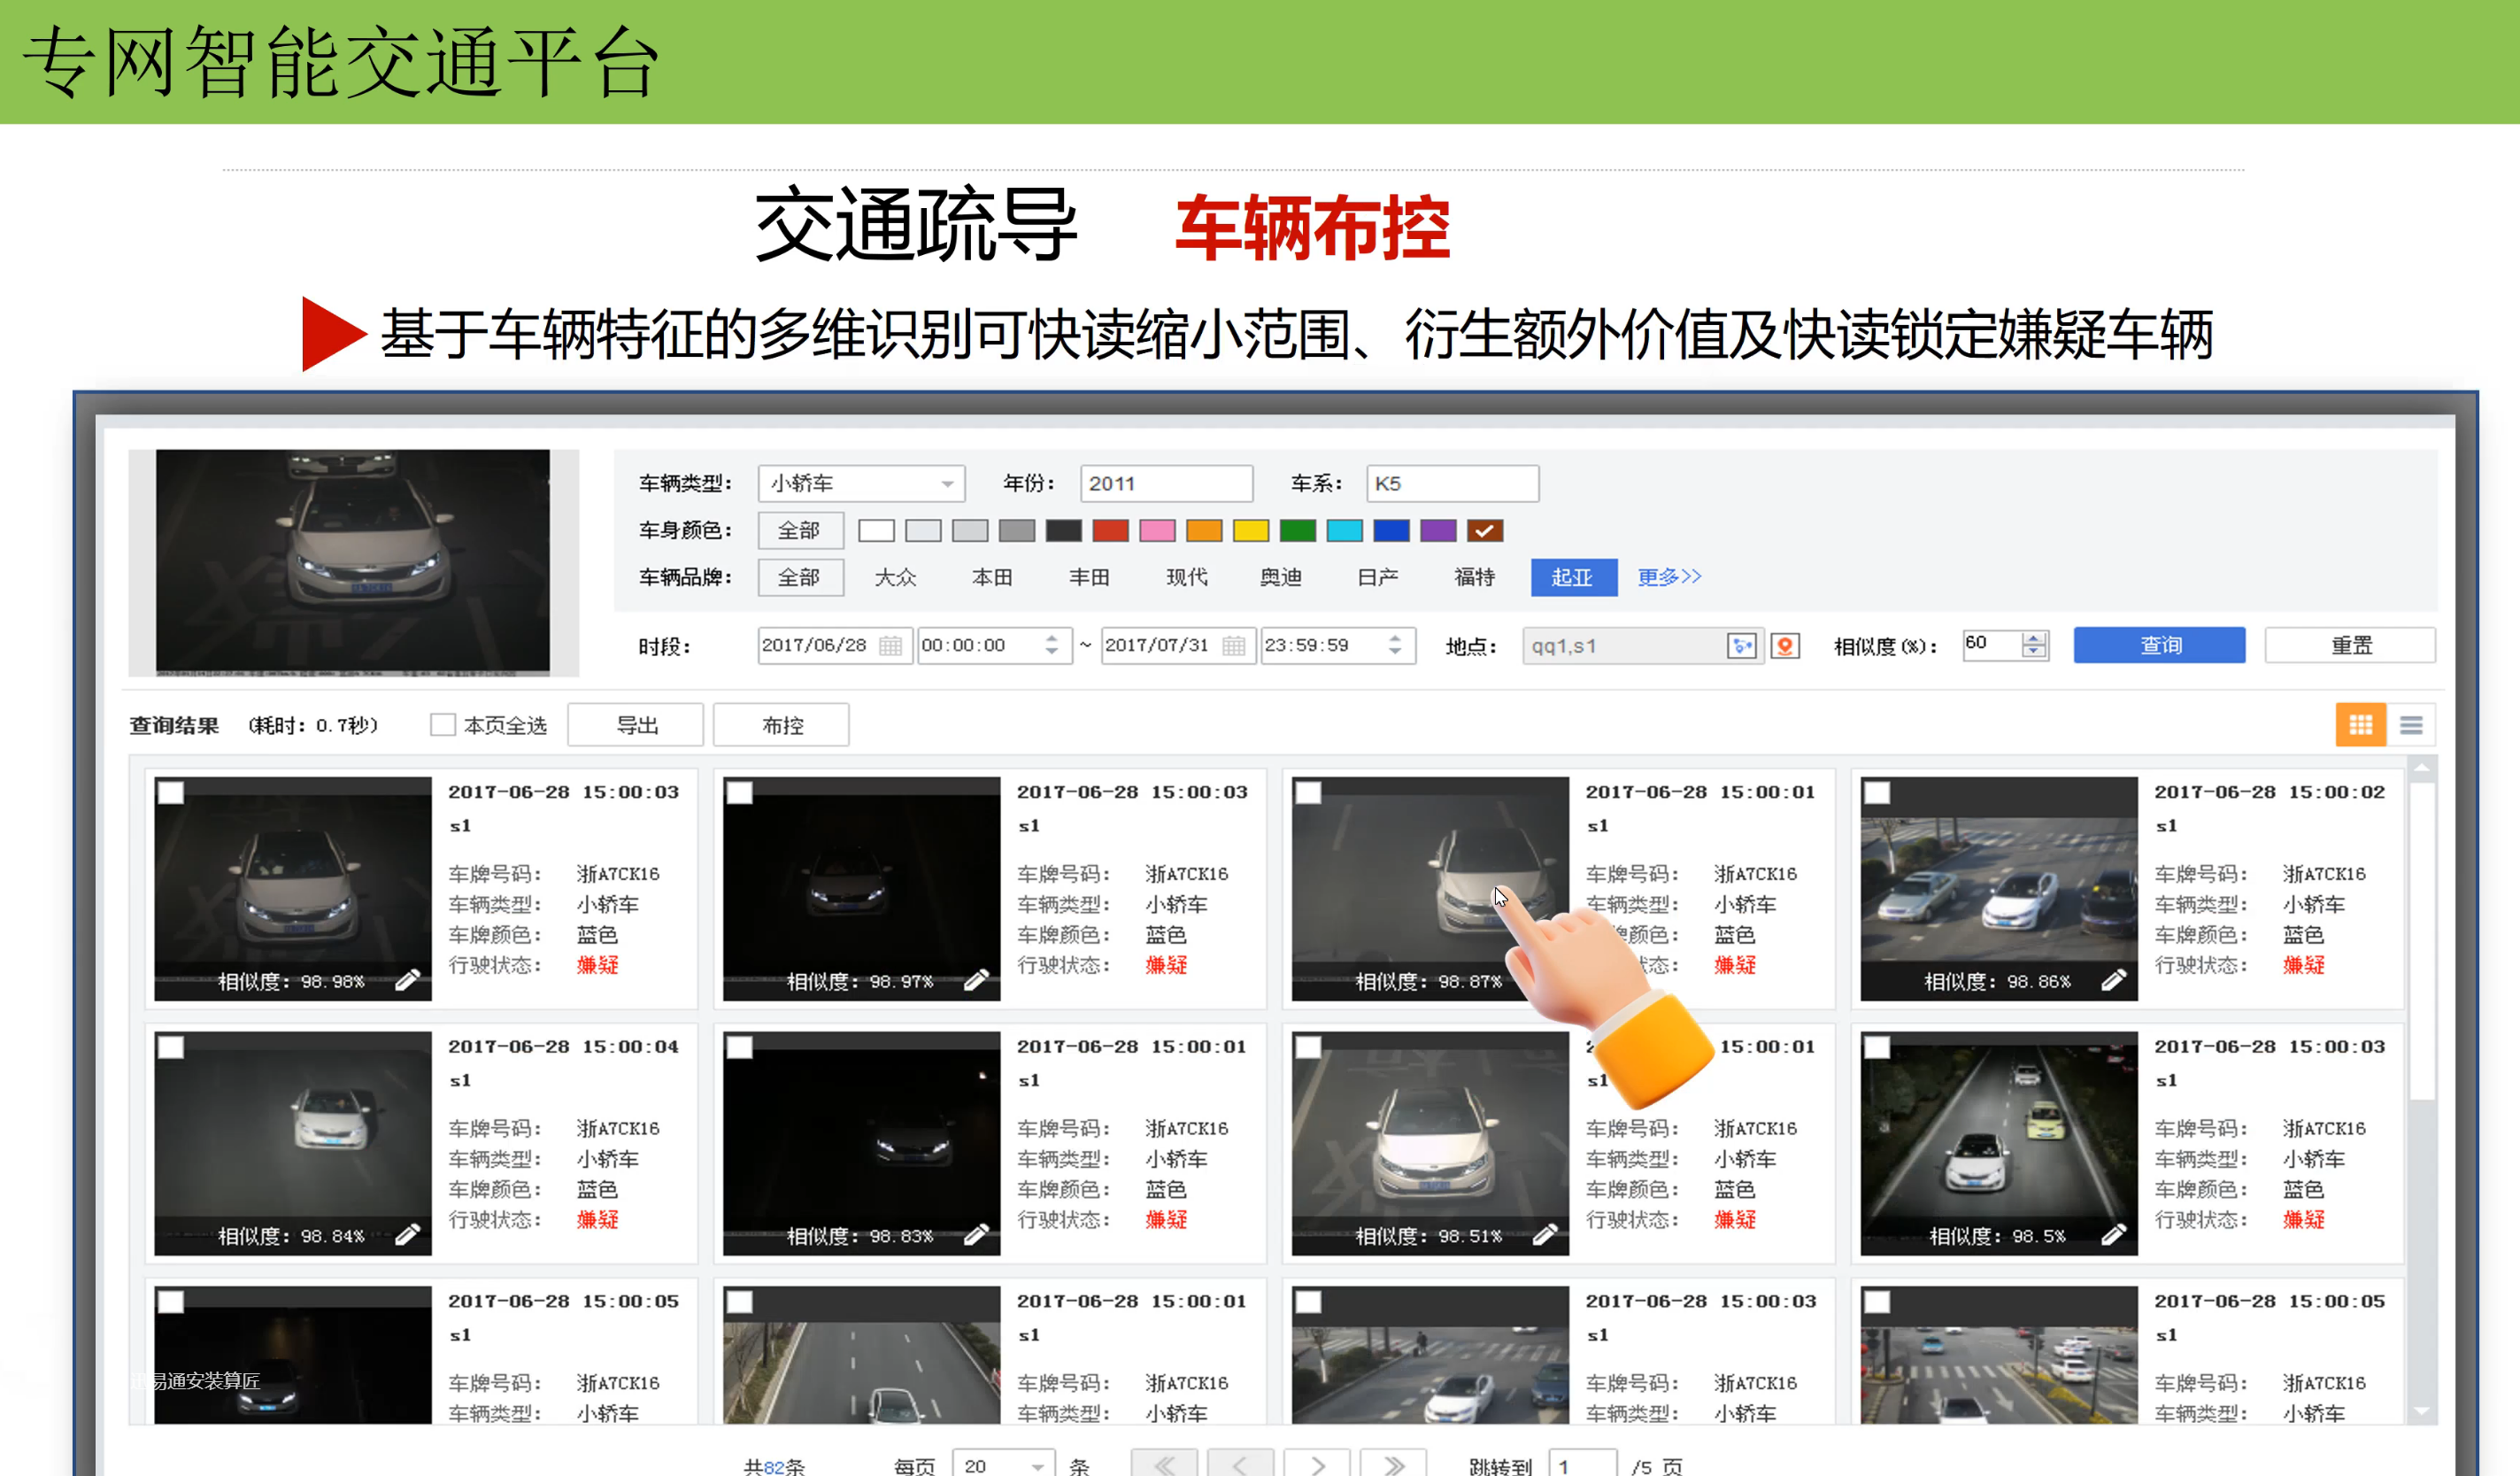 专网智能交通平台
交通疏导 车辆布控
基于车辆特征的多维识别可快读缩小范围、衍生额外价值及快读锁定嫌疑车辆
车辆类型： 小轿车 年份： 2011 车系： K5
车身颜色： 全部
车辆品牌： 全部 大众 本田 丰田 现代 奥迪 日产 福特 起亚 更多>>
时段： 2017/06/28 00:00:00 ~ 2017/07/31 23:59:59 地点： qq1,s1 相似度(%)： 60 查询 重置
查询结果 （耗时：0.7秒） 本页全选 导出 布控
2017-06-28 15:00:03
s1
车牌号码： 浙A7CK16
车辆类型： 小轿车
车牌颜色： 蓝色
行驶状态： 嫌疑
相似度：98.98%
2017-06-28 15:00:03
s1
车牌号码： 浙A7CK16
车辆类型： 小轿车
车牌颜色： 蓝色
行驶状态： 嫌疑
相似度：98.97%
2017-06-28 15:00:01
s1
车牌号码： 浙A7CK16
车辆类型： 小轿车
颜色： 蓝色
状态： 嫌疑
相似度：98.87%
2017-06-28 15:00:02
s1
车牌号码： 浙A7CK16
车辆类型： 小轿车
车牌颜色： 蓝色
行驶状态： 嫌疑
相似度：98.86%
2017-06-28 15:00:04
s1
车牌号码： 浙A7CK16
车辆类型： 小轿车
车牌颜色： 蓝色
行驶状态： 嫌疑
相似度：98.84%
2017-06-28 15:00:01
s1
车牌号码： 浙A7CK16
车辆类型： 小轿车
车牌颜色： 蓝色
行驶状态： 嫌疑
相似度：98.83%
15:00:01
s1
车牌号码： 浙A7CK16
车辆类型： 小轿车
车牌颜色： 蓝色
行驶状态： 嫌疑
相似度：98.51%
2017-06-28 15:00:03
s1
车牌号码： 浙A7CK16
车辆类型： 小轿车
车牌颜色： 蓝色
行驶状态： 嫌疑
相似度：98.5%
2017-06-28 15:00:05
s1
车牌号码： 浙A7CK16
车辆类型： 小轿车
易通安装算匠
2017-06-28 15:00:01
s1
车牌号码： 浙A7CK16
车辆类型： 小轿车
2017-06-28 15:00:03
s1
车牌号码： 浙A7CK16
车辆类型： 小轿车
2017-06-28 15:00:05
s1
车牌号码： 浙A7CK16
车辆类型： 小轿车
共82条 每页 20 条 跳转到 1 /5 页